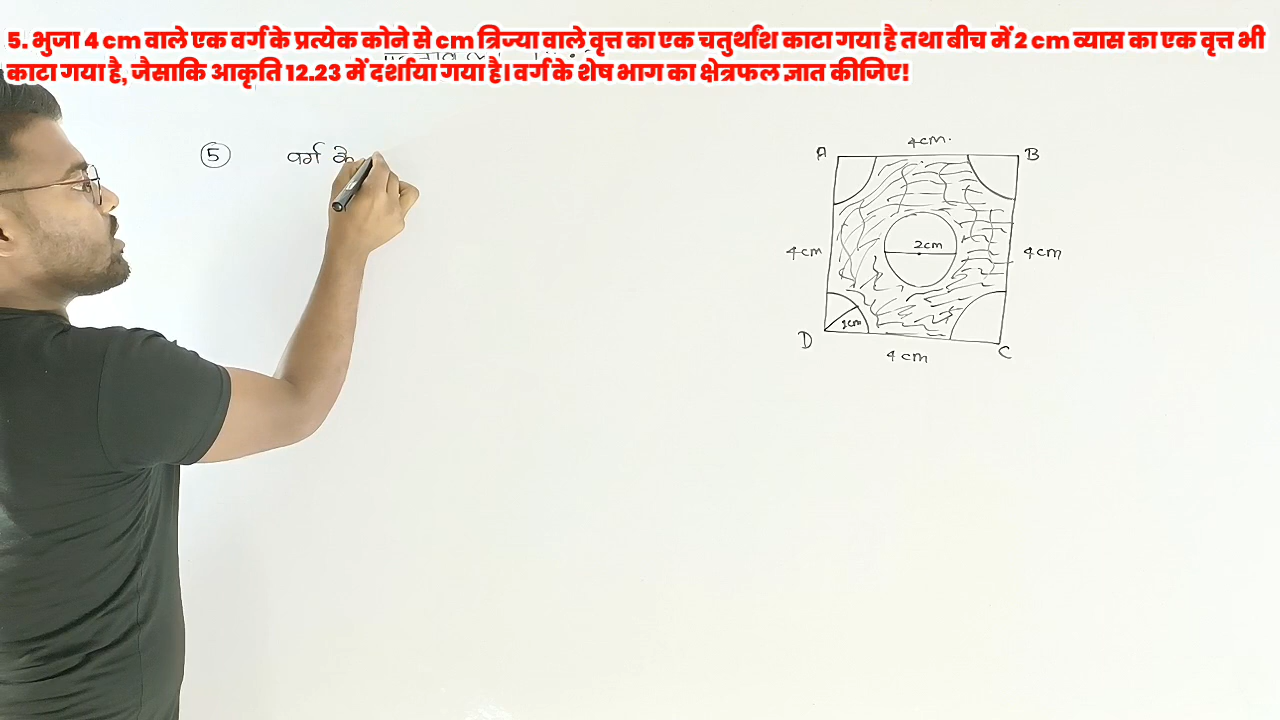 5. भुजा 4 cm वाले एक वर्ग के प्रत्येक कोने से cm त्रिज्या वाले वृत्त का एक चतुर्थांश काटा गया है तथा बीच में 2 cm व्यास का एक वृत्त भी
काटा गया है, जैसाकि आकृति 12.23 में दर्शाया गया है। वर्ग के शेष भाग का क्षेत्रफल ज्ञात कीजिए!
5 वर्ग के
4cm.
A B
4cm 2cm 4cm
1cm
D C
4 cm